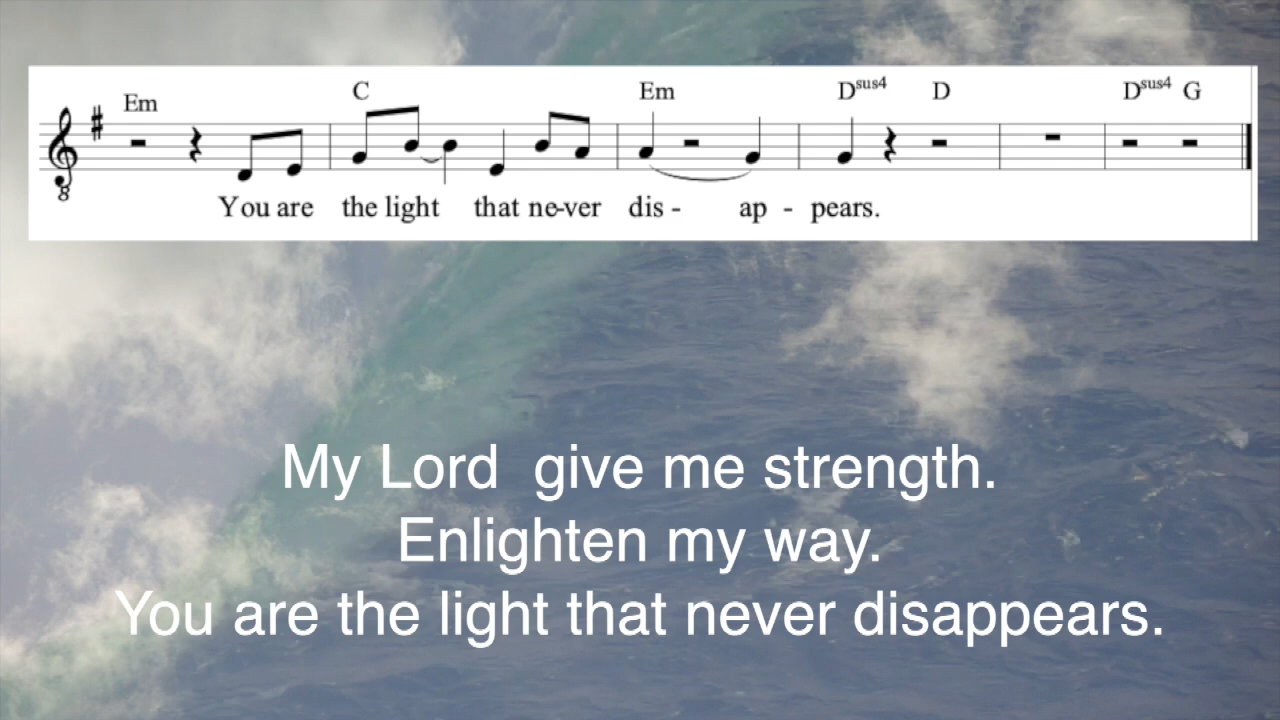 Em C Em Dsus4 D Dsus4 G
8
You are the light that ne-ver dis - ap - pears.
My Lord give me strength.
Enlighten my way.
You are the light that never disappears.